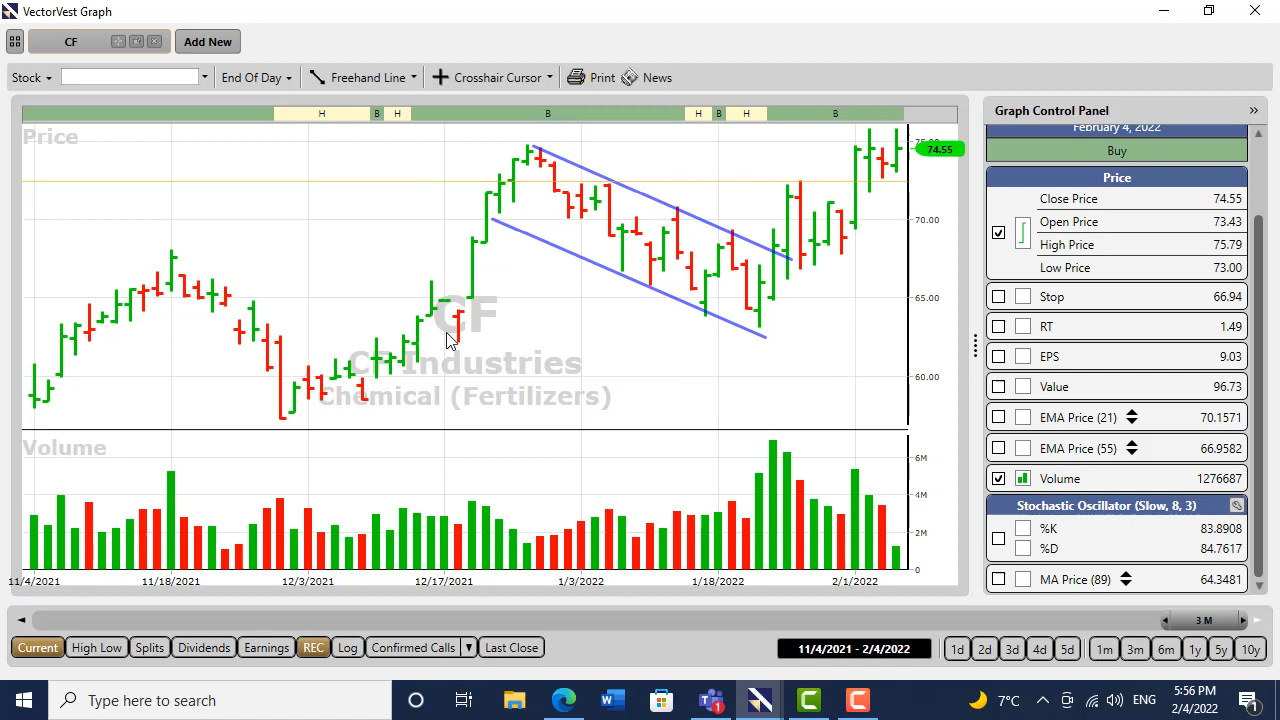 VectorVest Graph
CF
Add New
Stock
End Of Day
Freehand Line
Crosshair Cursor
Print
News
H B H B H B H B
Price
75.00
74.55
70.00
65.00
60.00
CF
CF Industries
Chemical (Fertilizers)
Volume
6M
4M
2M
0
11/4/2021 11/18/2021 12/3/2021 12/17/2021 1/3/2022 1/18/2022 2/1/2022
Graph Control Panel
February 4, 2022
Buy
Price
Close Price 74.55
Open Price 73.43
High Price 75.79
Low Price 73.00
Stop 66.94
RT 1.49
EPS 9.03
Value 96.73
EMA Price (21) 70.1571
EMA Price (55) 66.9582
Volume 1276687
Stochastic Oscillator (Slow, 8, 3)
%K 83.8908
%D 84.7617
MA Price (89) 64.3481
3 M
Current High Low Splits Dividends Earnings REC Log Confirmed Calls Last Close
11/4/2021 - 2/4/2022
1d 2d 3d 4d 5d 1m 3m 6m 1y 5y 10y
Type here to search
7°C
ENG
5:56 PM
2/4/2022
1
1